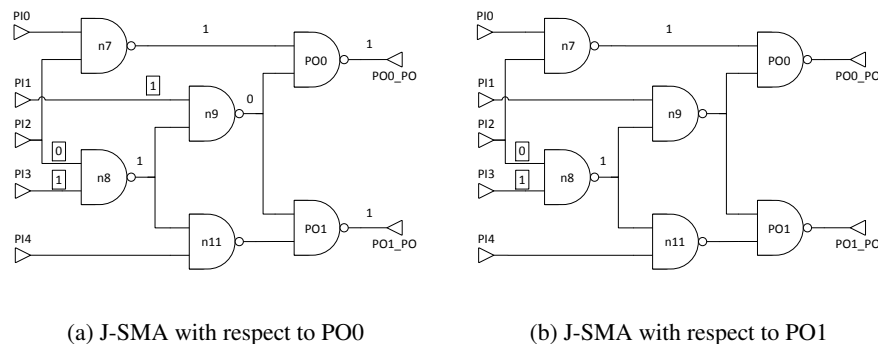 PI0
n7
1
PO0
1
PO0_PO
PI1
1
n9
0
PI2
0
1
PI3
1
n8
PI4
n11
PO1
1
PO1_PO
PI0
n7
1
PO0
PO0_PO
PI1
n9
PI2
0
1
PI3
1
n8
PI4
n11
PO1
PO1_PO
(a) J-SMA with respect to PO0
(b) J-SMA with respect to PO1